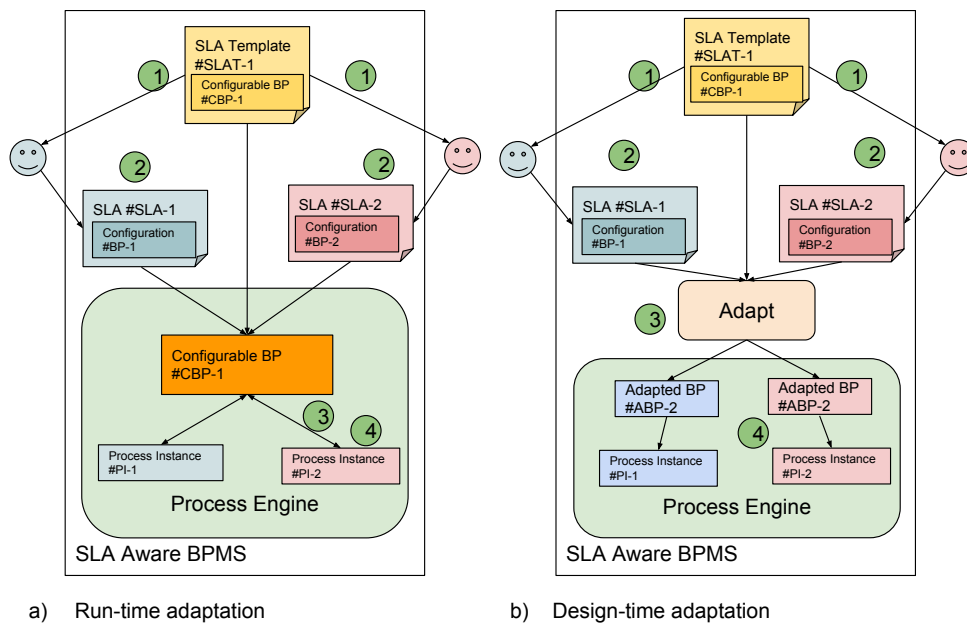 SLA Template
#SLAT-1
Configurable BP
#CBP-1
1
1
2
2
SLA #SLA-1
Configuration
#BP-1
SLA #SLA-2
Configuration
#BP-2
Configurable BP
#CBP-1
3
4
Process Instance
#PI-1
Process Instance
#PI-2
Process Engine
SLA Aware BPMS
a) Run-time adaptation
SLA Template
#SLAT-1
Configurable BP
#CBP-1
1
1
2
2
SLA #SLA-1
Configuration
#BP-1
SLA #SLA-2
Configuration
#BP-2
3
Adapt
Adapted BP
#ABP-2
Adapted BP
#ABP-2
4
Process Instance
#PI-1
Process Instance
#PI-2
Process Engine
SLA Aware BPMS
b) Design-time adaptation